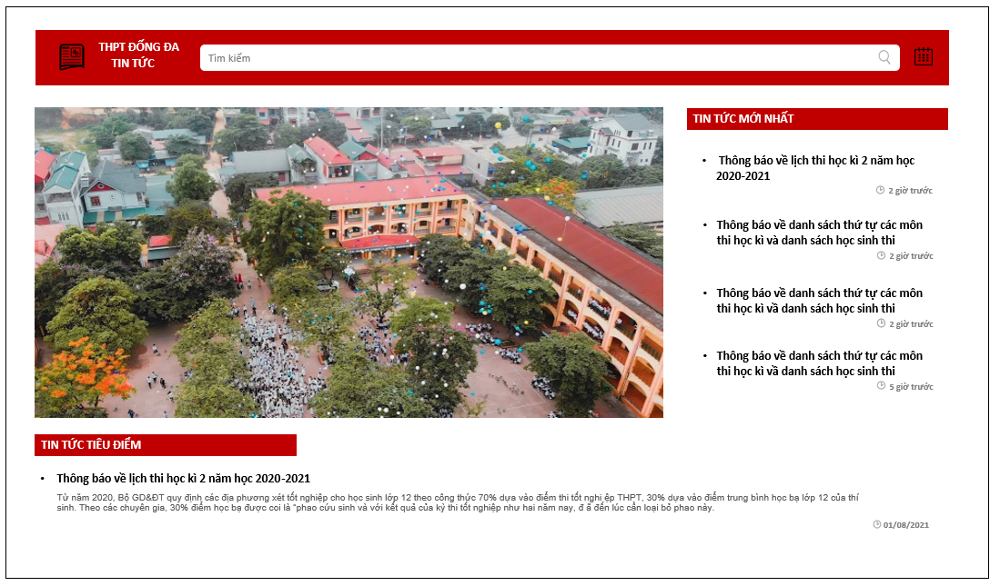 THPT ĐỐNG ĐA
TIN TỨC
Tìm kiếm
TIN TỨC MỚI NHẤT
• Thông báo về lịch thi học kì 2 năm học
2020-2021
2 giờ trước
• Thông báo về danh sách thứ tự các môn
thi học kì và danh sách học sinh thi
2 giờ trước
• Thông báo về danh sách thứ tự các môn
thi học kì vầ danh sách học sinh thi
2 giờ trước
• Thông báo về danh sách thứ tự các môn
thi học kì vầ danh sách học sinh thi
5 giờ trước
TIN TỨC TIÊU ĐIỂM
• Thông báo về lịch thi học kì 2 năm học 2020-2021
Từ năm 2020, Bộ GD&ĐT quy định các địa phương xét tốt nghiệp cho học sinh lớp 12 theo công thức 70% dựa vào điểm thi tốt nghi ệp THPT, 30% dựa vào điểm trung bình học bạ lớp 12 của thí
sinh. Theo các chuyên gia, 30% điểm học bạ được coi là “phao cứu sinh và với kết quả của kỳ thi tốt nghiệp như hai năm nay, đ ã đến lúc cần loại bỏ phao này.
01/08/2021